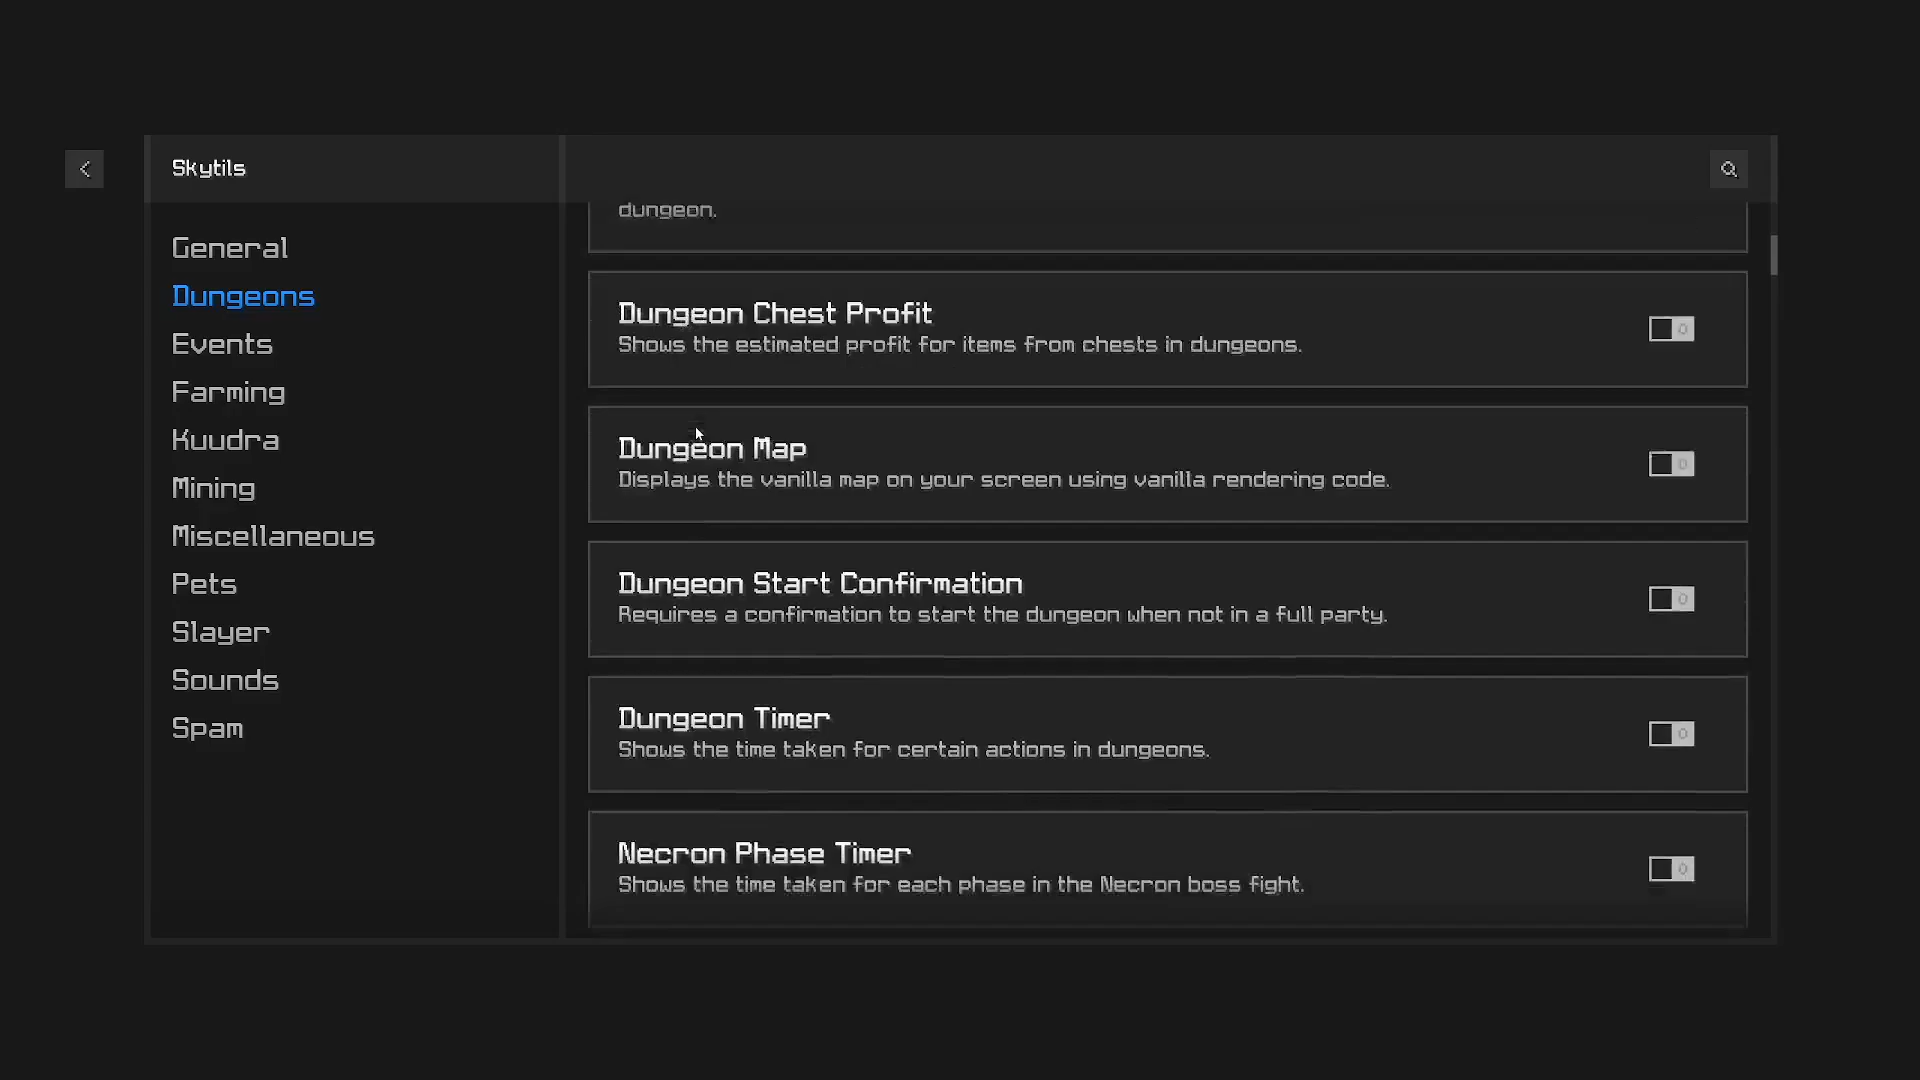 Skytils
General
Dungeons
Events
Farming
Kuudra
Mining
Miscellaneous
Pets
Slayer
Sounds
Spam
dungeon.
Dungeon Chest Profit
Shows the estimated profit for items from chests in dungeons.
Dungeon Map
Displays the vanilla map on your screen using vanilla rendering code.
Dungeon Start Confirmation
Requires a confirmation to start the dungeon when not in a full party.
Dungeon Timer
Shows the time taken for certain actions in dungeons.
Necron Phase Timer
Shows the time taken for each phase in the Necron boss fight.